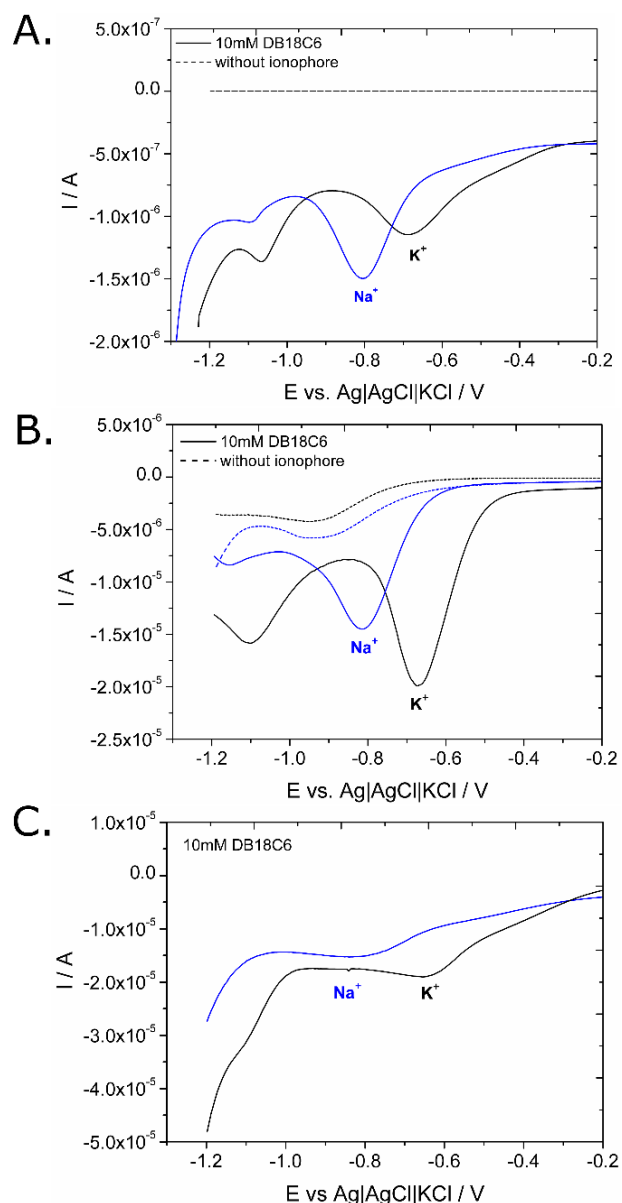 A.
5.0x10⁻⁷
10mM DB18C6
without ionophore
0.0
-5.0x10⁻⁷
-1.0x10⁻⁶
-1.5x10⁻⁶
-2.0x10⁻⁶
I / A
K⁺
Na⁺
-1.2 -1.0 -0.8 -0.6 -0.4 -0.2
E vs. Ag|AgCl||KCl / V
B.
5.0x10⁻⁶
10mM DB18C6
without ionophore
0.0
-5.0x10⁻⁶
-1.0x10⁻⁵
-1.5x10⁻⁵
-2.0x10⁻⁵
-2.5x10⁻⁵
I / A
Na⁺
K⁺
-1.2 -1.0 -0.8 -0.6 -0.4 -0.2
E vs. Ag|AgCl||KCl / V
C.
1.0x10⁻⁵
10mM DB18C6
0.0
-1.0x10⁻⁵
-2.0x10⁻⁵
-3.0x10⁻⁵
-4.0x10⁻⁵
-5.0x10⁻⁵
I / A
Na⁺ K⁺
-1.2 -1.0 -0.8 -0.6 -0.4 -0.2
E vs. Ag|AgCl||KCl / V